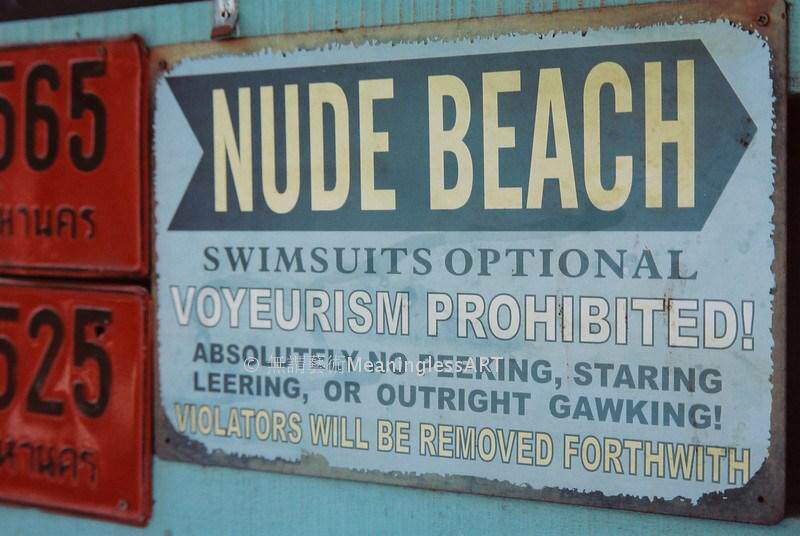 565
หานคร
525
หานคร
NUDE BEACH
SWIMSUITS OPTIONAL
VOYEURISM PROHIBITED!
ABSOLUTELY NO PEEKING, STARING
© 無謂藝術MeaninglessART
LEERING, OR OUTRIGHT GAWKING!
VIOLATORS WILL BE REMOVED FORTHWITH